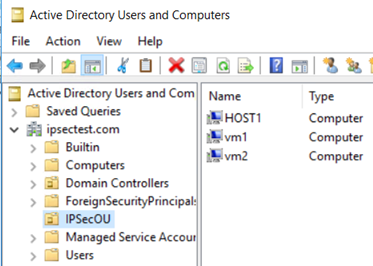 Active Directory Users and Computers
File Action View Help
Active Directory Users and Com
Saved Queries
ipsectest.com
Builtin
Computers
Domain Controllers
ForeignSecurityPrincipals
IPSecOU
Managed Service Accour
Users
Name Type
HOST1 Computer
vm1 Computer
vm2 Computer